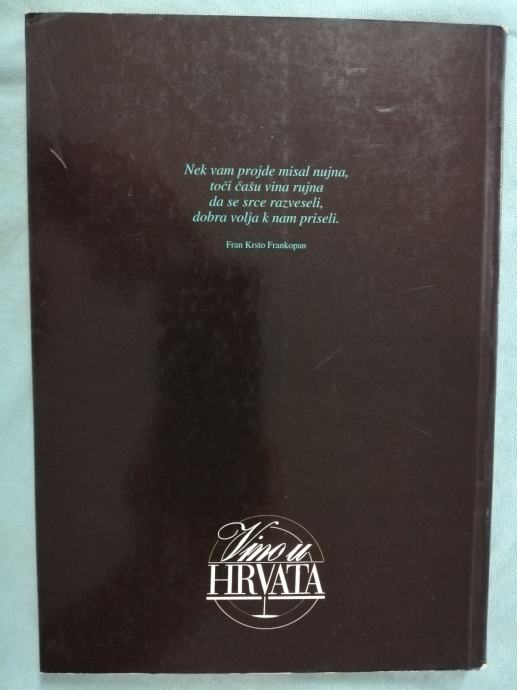 Nek vam projde misal nujna,
toči čašu vina rujna
da se srce razveseli,
dobra volja k nam priseli.
Fran Krsto Frankopan
Vino u
HRVATA